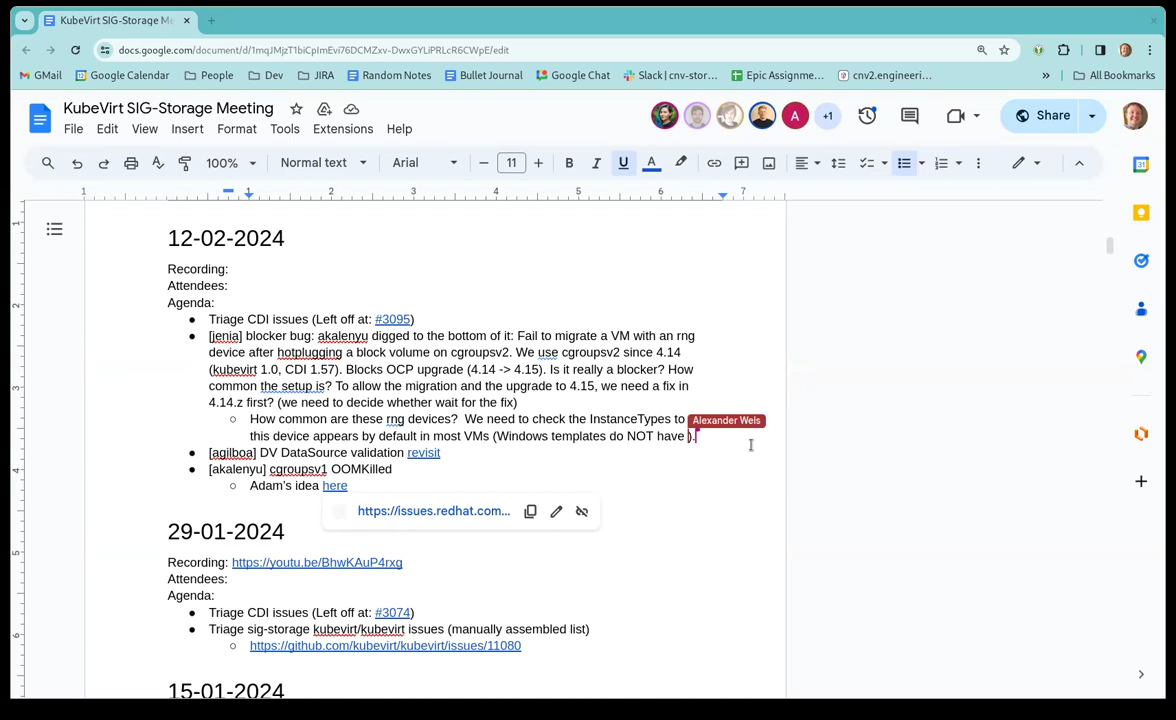 KubeVirt SIG-Storage Me
docs.google.com/document/d/1mqJMjzT1biCpImEvi76DCMZxv-DwxGYLiPRLcR6CWpE/edit
GMail Google Calendar People Dev JIRA Random Notes Bullet Journal Google Chat Slack | cnv-stor... Epic Assignme... cnv2.engineeri... » All Bookmarks
KubeVirt SIG-Storage Meeting
A +1 Share
File Edit View Insert Format Tools Extensions Help
100% Normal text Arial 11 B I U A
1 1 2 3 4 5 6 7
12-02-2024
Recording:
Attendees:
Agenda:
● Triage CDI issues (Left off at: #3095)
● [jenia] blocker bug: akalenyu digged to the bottom of it: Fail to migrate a VM with an rng
device after hotplugging a block volume on cgroupsv2. We use cgroupsv2 since 4.14
(kubevirt 1.0, CDI 1.57). Blocks OCP upgrade (4.14 -> 4.15). Is it really a blocker? How
common the setup is? To allow the migration and the upgrade to 4.15, we need a fix in
4.14.z first? (we need to decide whether wait for the fix)
○ How common are these rng devices? We need to check the InstanceTypes to
Alexander Wels
this device appears by default in most VMs (Windows templates do NOT have ).
● [agilboa] DV DataSource validation revisit
● [akalenyu] cgroupsv1 OOMKilled
○ Adam's idea here
https://issues.redhat.com...
29-01-2024
Recording: https://youtu.be/BhwKAuP4rxg
Attendees:
Agenda:
● Triage CDI issues (Left off at: #3074)
● Triage sig-storage kubevirt/kubevirt issues (manually assembled list)
○ https://github.com/kubevirt/kubevirt/issues/11080
15-01-2024